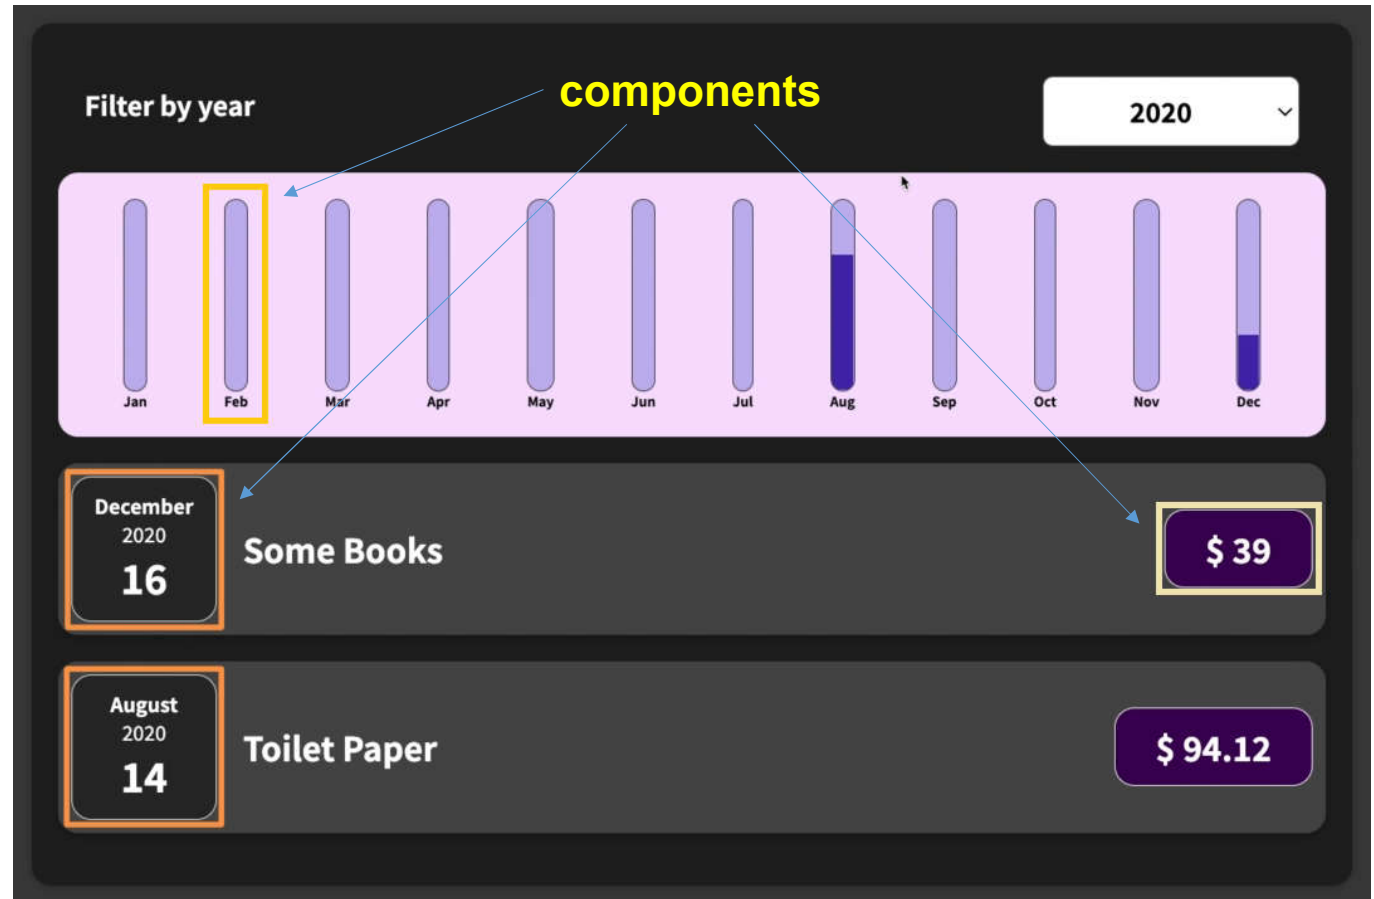 components
Filter by year
2020
Jan Feb Mar Apr May Jun Jul Aug Sep Oct Nov Dec
December
2020
16
Some Books
$ 39
August
2020
14
Toilet Paper
$ 94.12